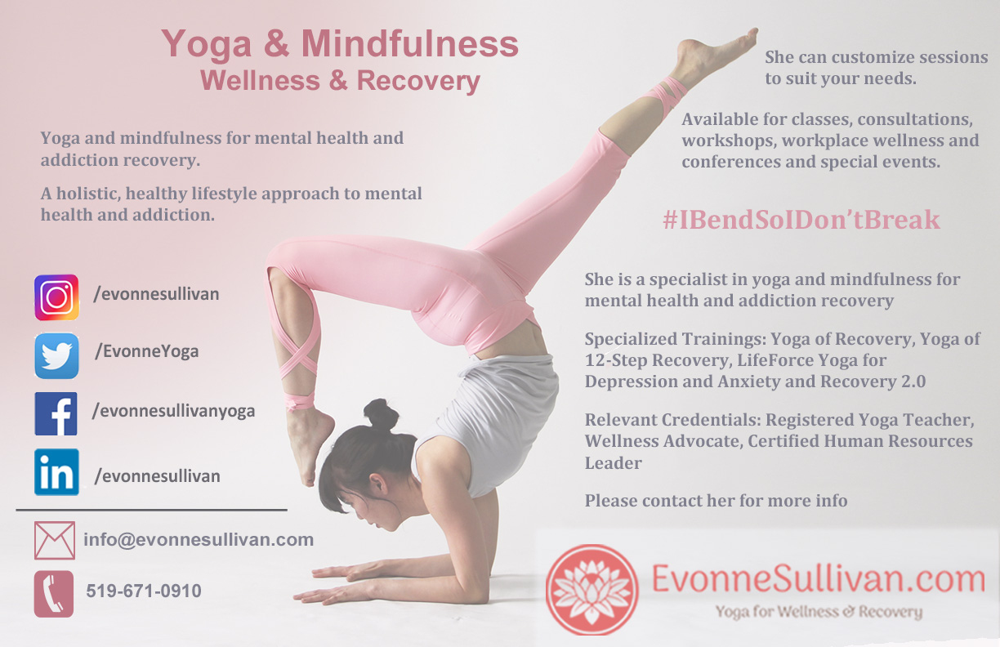 Yoga & Mindfulness
Wellness & Recovery
Yoga and mindfulness for mental health and
addiction recovery.
A holistic, healthy lifestyle approach to mental
health and addiction.
/evonnesullivan
/EvonneYoga
/evonnesullivanyoga
in
/evonnesullivan
info@evonnesullivan.com
519-671-0910
She can customize sessions
to suit your needs.
Available for classes, consultations,
workshops, workplace wellness and
conferences and special events.
#IBendSoIDon’tBreak
She is a specialist in yoga and mindfulness for
mental health and addiction recovery
Specialized Trainings: Yoga of Recovery, Yoga of
12-Step Recovery, LifeForce Yoga for
Depression and Anxiety and Recovery 2.0
Relevant Credentials: Registered Yoga Teacher,
Wellness Advocate, Certified Human Resources
Leader
Please contact her for more info
EvonneSullivan.com
Yoga for Wellness & Recovery